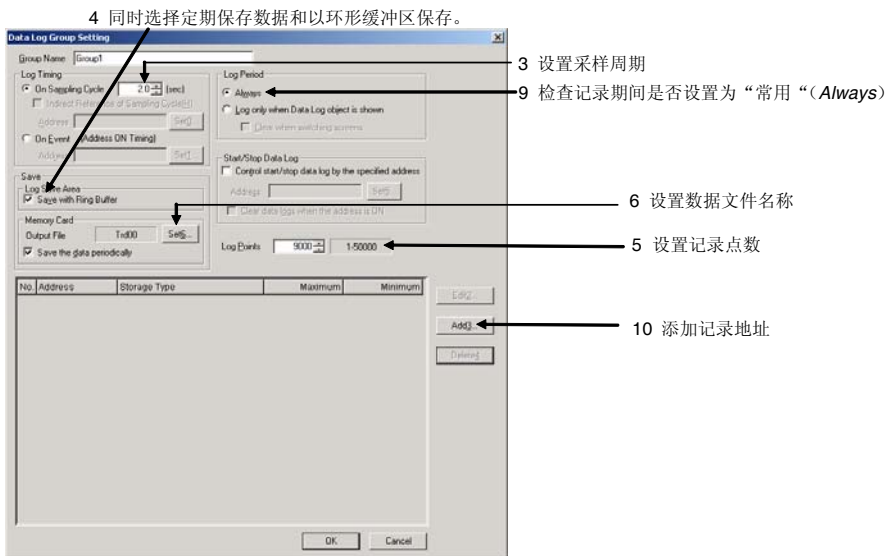 4 同时选择定期保存数据和以环形缓冲区保存。
Data Log Group Setting
Group Name Group1
3 设置采样周期
Log Timing
On Sampling Cycle 2.0 (sec)
Indirect Reference of Sampling Cycle(H)
Address Set0...
On Event (Address ON Timing)
Address Set1...
Log Period
Always
9 检查记录期间是否设置为“常用“（Always）
Log only when Data Log object is shown
Clear when switching screens
Start/Stop Data Log
Control start/stop data log by the specified address
Address Set5
Clear data logs when the address is ON
Save
Log Save Area
Save with Ring Buffer
6 设置数据文件名称
Memory Card
Output File Trd00 Set6...
Save the data periodically
Log Points 9000 1-50000
5 设置记录点数
No. Address Storage Type Maximum Minimum
Edit2...
Add3...
10 添加记录地址
Delete4
OK Cancel